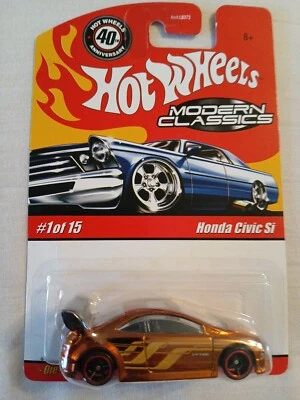 HOT WHEELS
40th
ANNIVERSARY
8+
HOT WHEELS
MODERN
CLASSICS
#1 of 15
Honda Civic Si